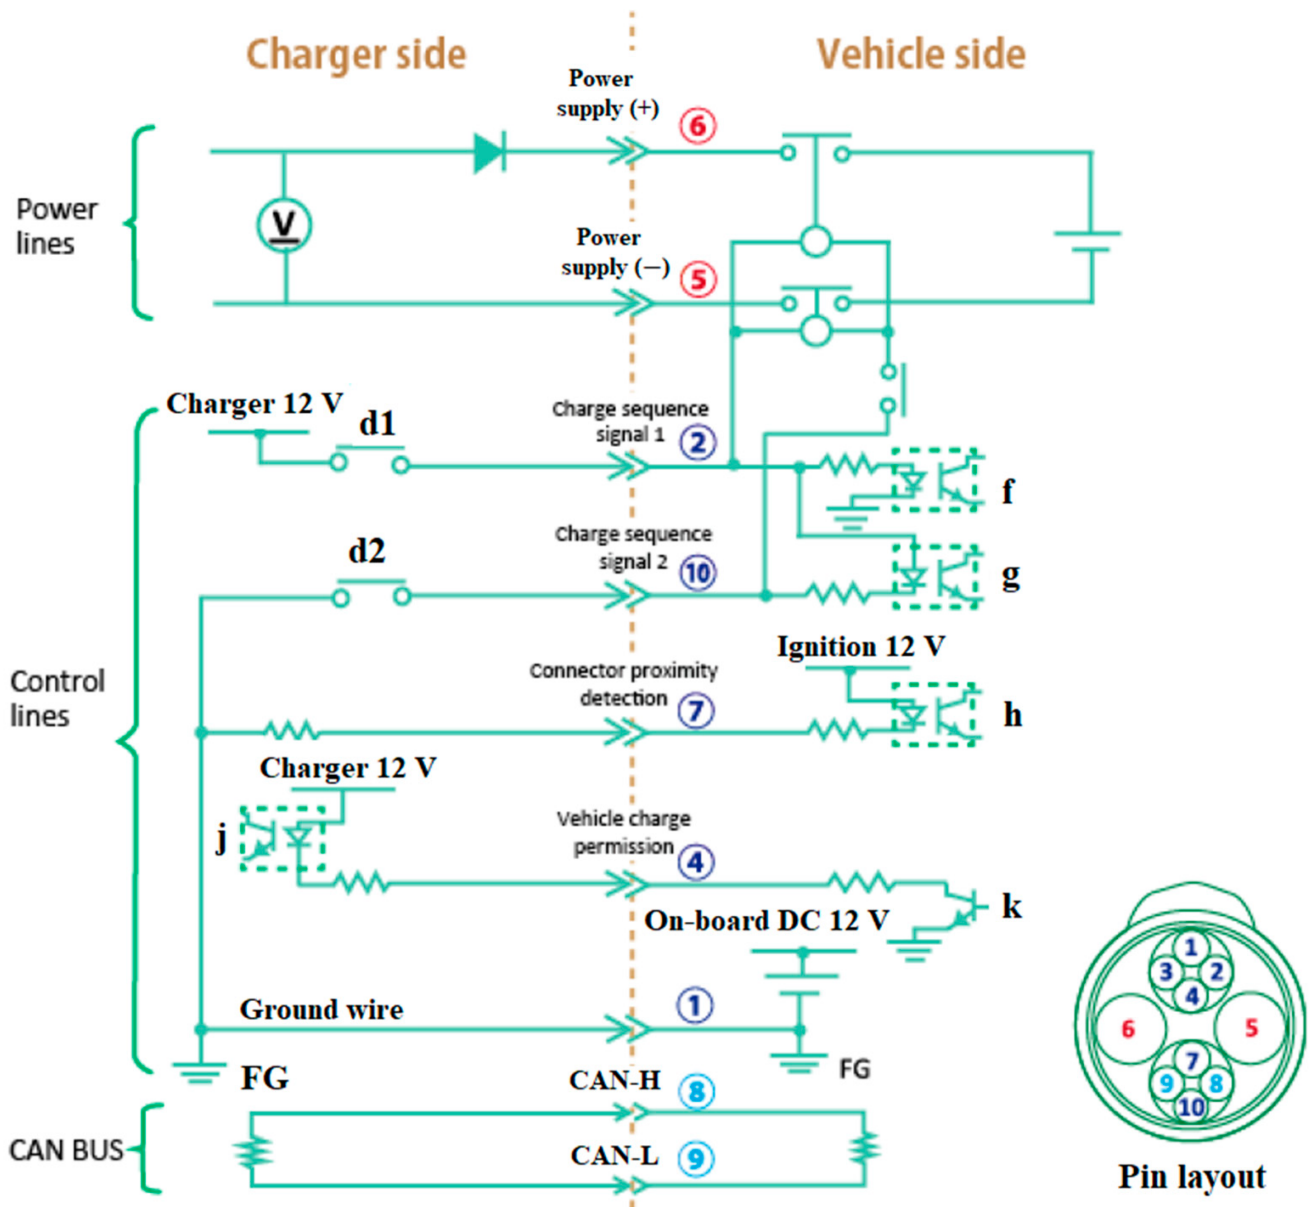 Charger side
Vehicle side
Power
supply (+)
6
Power
lines
V
Power
supply (−)
5
Charger 12 V
d1
Charge sequence
signal 1
2
f
d2
Charge sequence
signal 2
10
g
Ignition 12 V
Control
lines
Connector proximity
detection
7
h
Charger 12 V
j
Vehicle charge
permission
4
k
On-board DC 12 V
Ground wire
1
FG
FG
CAN-H
8
CAN BUS
CAN-L
9
1
3
2
4
6
5
7
9
8
10
Pin layout